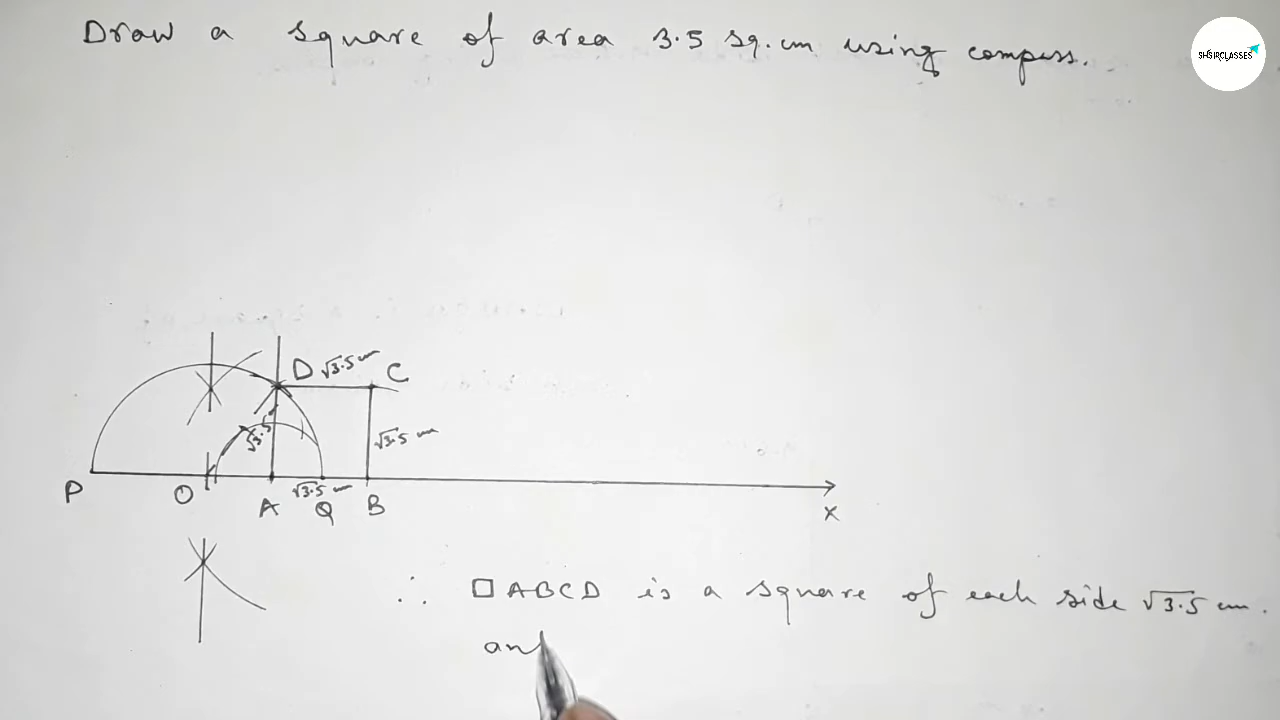 Draw a square of area 3.5 sq. cm using compass.
SHSIRCLASSES
D √3.5 cm C
√3.5
√3.5 cm
P O A √3.5 cm Q B X
∴ □ABCD is a square of each side √3.5 cm.
an